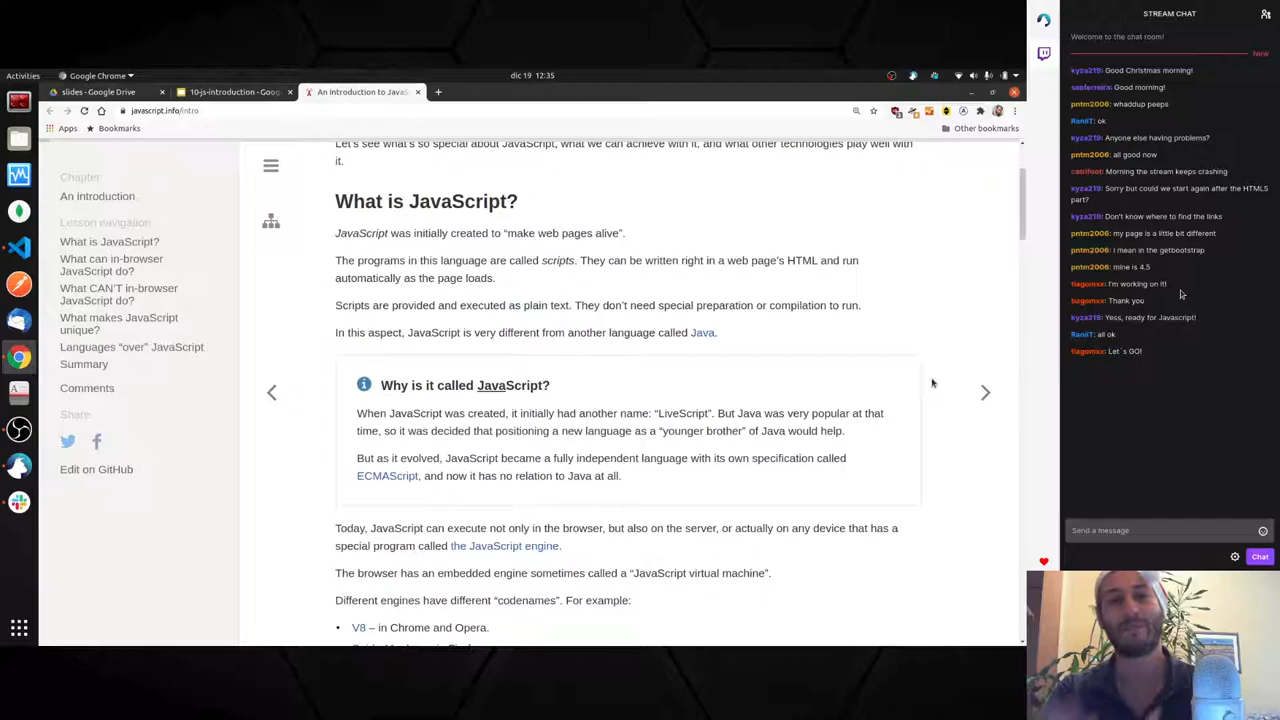 STREAM CHAT
Welcome to the chat room!
New
kyza219: Good Christmas morning!
Good morning!
pntm2006: whaddup peeps
RaniIT: ok
kyza219: Anyone else having problems?
pntm2006: all good now
Morning the stream keeps crashing
kyza219: Sorry but could we start again after the HTML5
part?
kyza219: Don't know where to find the links
pntm2006: my page is a little bit different
pntm2006: I mean in the getbootstrap
pntm2006: mine is 4.5
tiagomxx: I'm working on it!
tiagomxx: Thank you
kyza219: Yess, ready for Javascript!
RaniIT: all ok
tiagomxx: Let´s GO!
Send a message
Chat
Activities
Google Chrome
dic 19 12:35
slides - Google Drive
10-js-introduction - Goog
An Introduction to JavaS
javascript.info/intro
Apps
Bookmarks
Other bookmarks
Chapter
An introduction
Lesson navigation
What is JavaScript?
What can in-browser
JavaScript do?
What CAN'T in-browser
JavaScript do?
What makes JavaScript
unique?
Languages “over” JavaScript
Summary
Comments
Share
Edit on GitHub
Let's see what's so special about JavaScript, what we can achieve with it, and what other technologies play well with
it.
What is JavaScript?
JavaScript was initially created to “make web pages alive”.
The programs in this language are called scripts. They can be written right in a web page's HTML and run
automatically as the page loads.
Scripts are provided and executed as plain text. They don't need special preparation or compilation to run.
In this aspect, JavaScript is very different from another language called Java.
Why is it called JavaScript?
When JavaScript was created, it initially had another name: “LiveScript”. But Java was very popular at that
time, so it was decided that positioning a new language as a “younger brother” of Java would help.
But as it evolved, JavaScript became a fully independent language with its own specification called
ECMAScript, and now it has no relation to Java at all.
Today, JavaScript can execute not only in the browser, but also on the server, or actually on any device that has a
special program called the JavaScript engine.
The browser has an embedded engine sometimes called a “JavaScript virtual machine”.
Different engines have different “codenames”. For example:
• V8 – in Chrome and Opera.